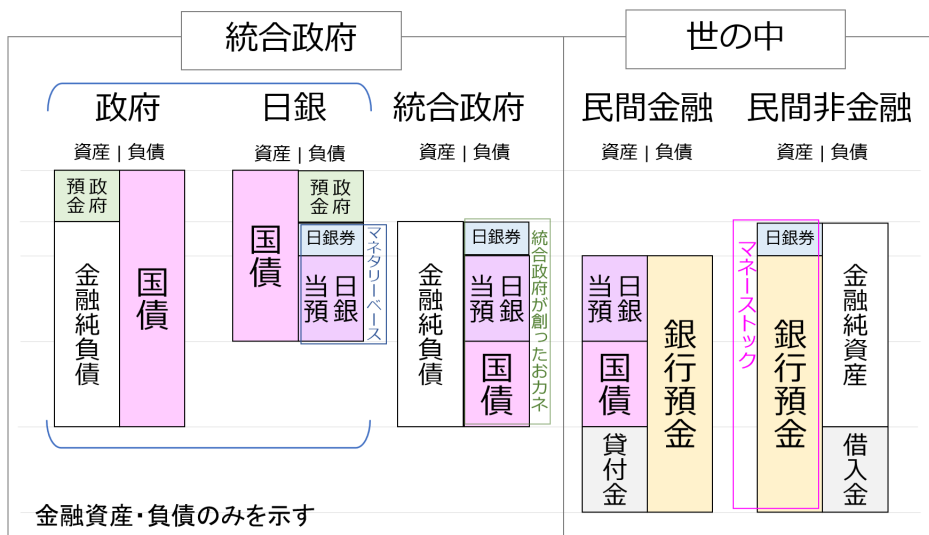 統合政府
世の中
政府
日銀
統合政府
民間金融
民間非金融
資産 | 負債
資産 | 負債
資産 | 負債
資産 | 負債
資産 | 負債
政府預金
金融純負債
国債
国債
政府預金
日銀券
日銀当預
マネタリーベース
金融純負債
日銀券
日銀当預
国債
統合政府が創ったおカネ
日銀当預
国債
貸付金
銀行預金
マネーストック
日銀券
銀行預金
金融純資産
借入金
金融資産・負債のみを示す